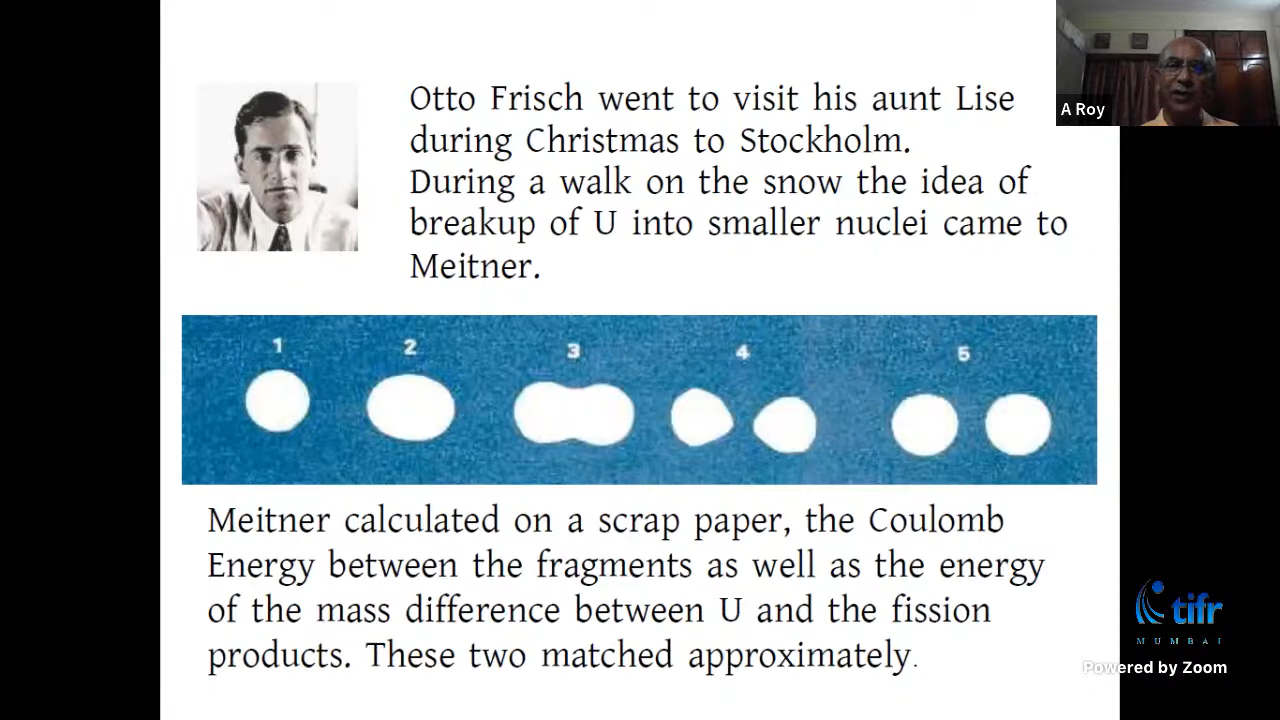 Otto Frisch went to visit his aunt Lise
during Christmas to Stockholm.
During a walk on the snow the idea of
breakup of U into smaller nuclei came to
Meitner.
A Roy
1 2 3 4 5
Meitner calculated on a scrap paper, the Coulomb
Energy between the fragments as well as the energy
of the mass difference between U and the fission
products. These two matched approximately.
tifr
MUMBAI
Powered by Zoom